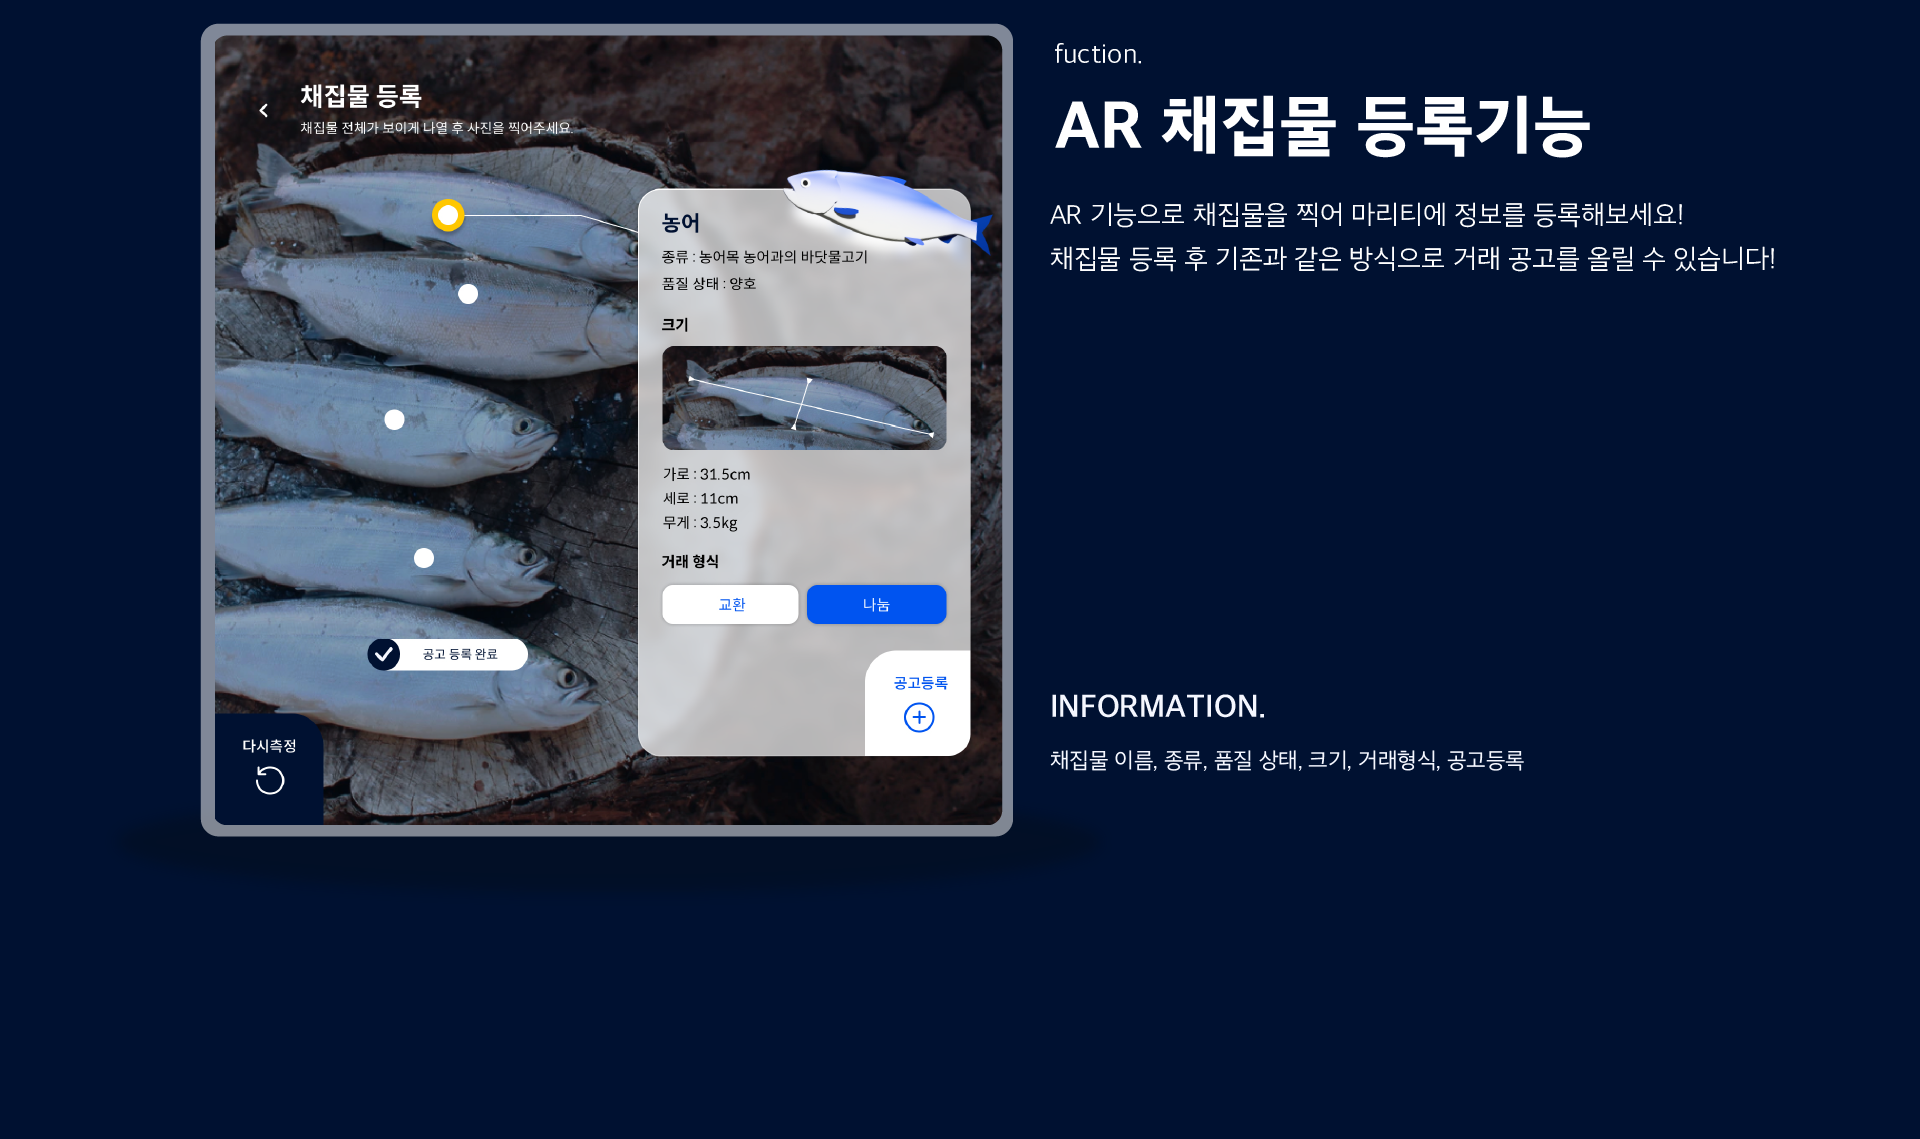 채집물 등록
채집물 전체가 보이게 나열 후 사진을 찍어주세요.
농어
종류 : 농어목 농어과의 바닷물고기
품질 상태 : 양호
크기
가로 : 31.5cm
세로 : 11cm
무게 : 3.5kg
거래 형식
교환
나눔
공고 등록 완료
공고등록
다시측정
fuction.
AR 채집물 등록기능
AR 기능으로 채집물을 찍어 마리티에 정보를 등록해보세요!
채집물 등록 후 기존과 같은 방식으로 거래 공고를 올릴 수 있습니다!
INFORMATION.
채집물 이름, 종류, 품질 상태, 크기, 거래형식, 공고등록